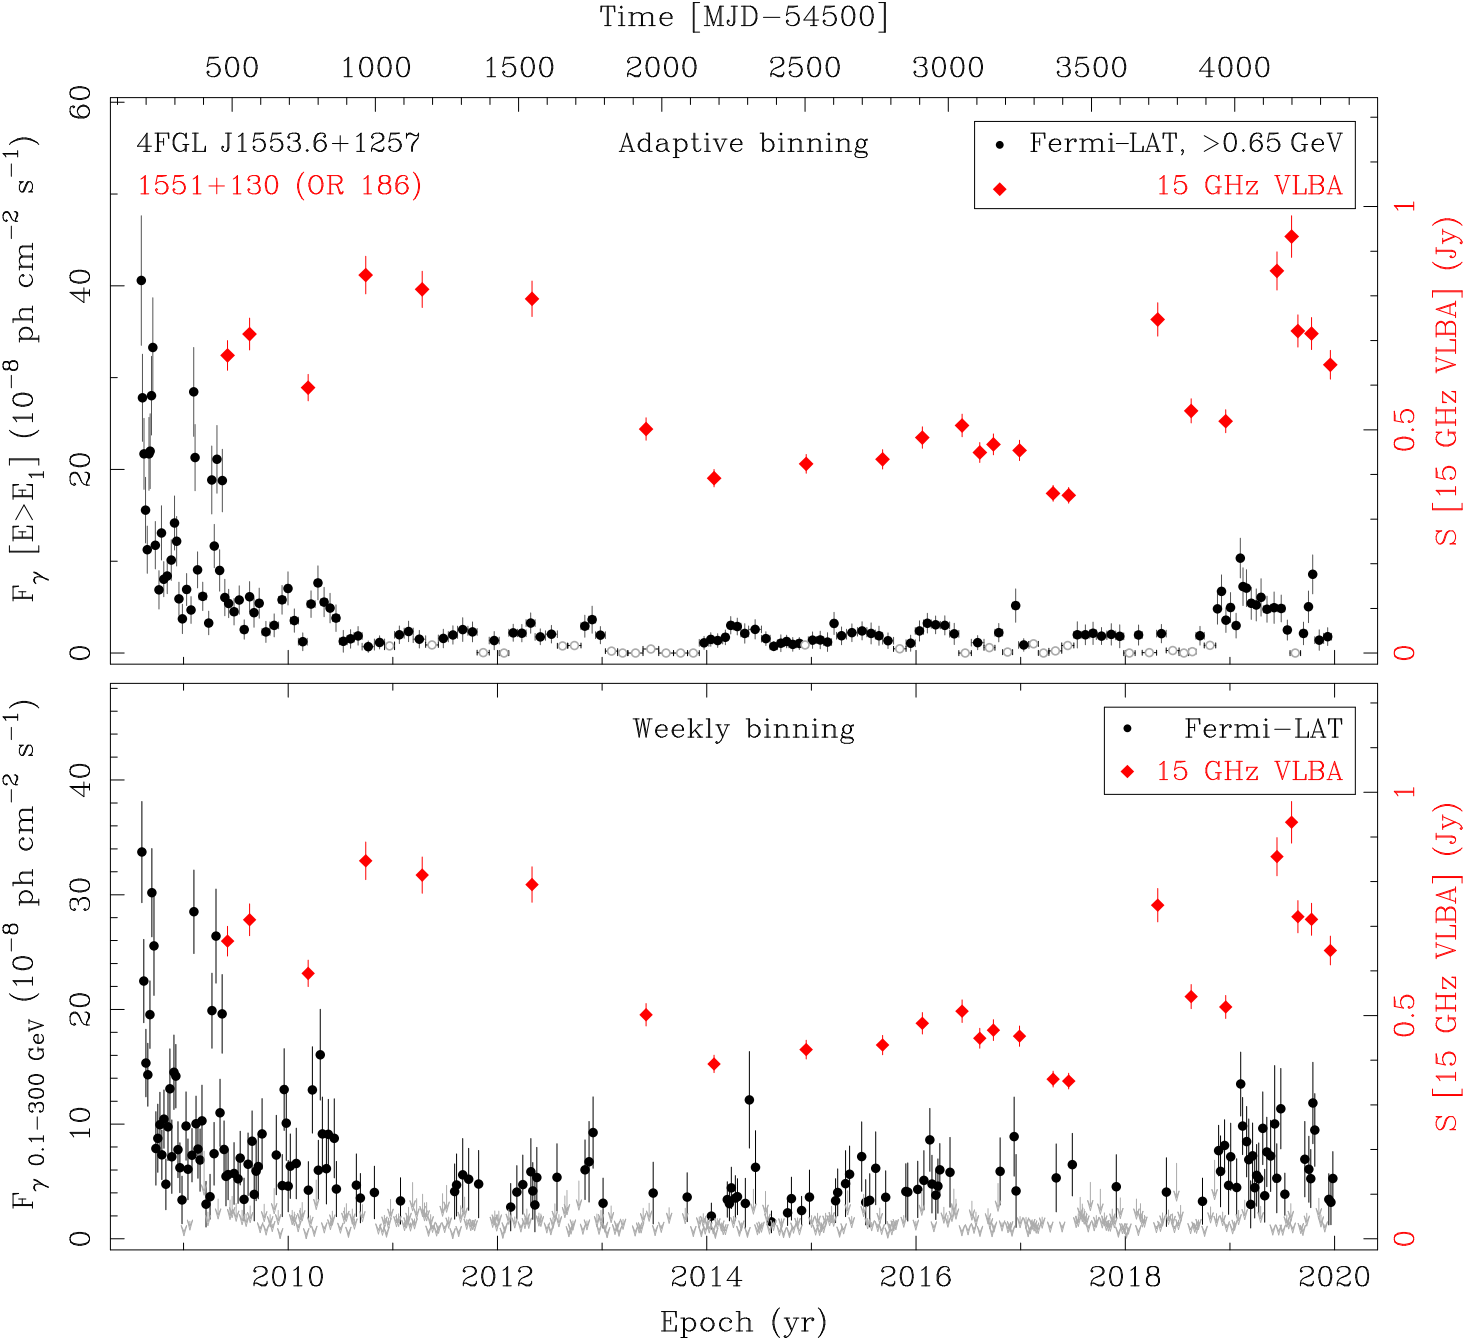 Time [MJD−54500]
500 1000 1500 2000 2500 3000 3500 4000
4FGL J1553.6+1257
1551+130 (OR 186)
Adaptive binning
Fermi−LAT, >0.65 GeV
15 GHz VLBA
F γ [E>E1] (10−8 ph cm−2 s−1)
60
40
20
0
S [15 GHz VLBA] (Jy)
1
0.5
0
Weekly binning
Fermi−LAT
15 GHz VLBA
F γ 0.1−300 GeV (10−8 ph cm−2 s−1)
40
30
20
10
0
S [15 GHz VLBA] (Jy)
1
0.5
0
2010 2012 2014 2016 2018 2020
Epoch (yr)